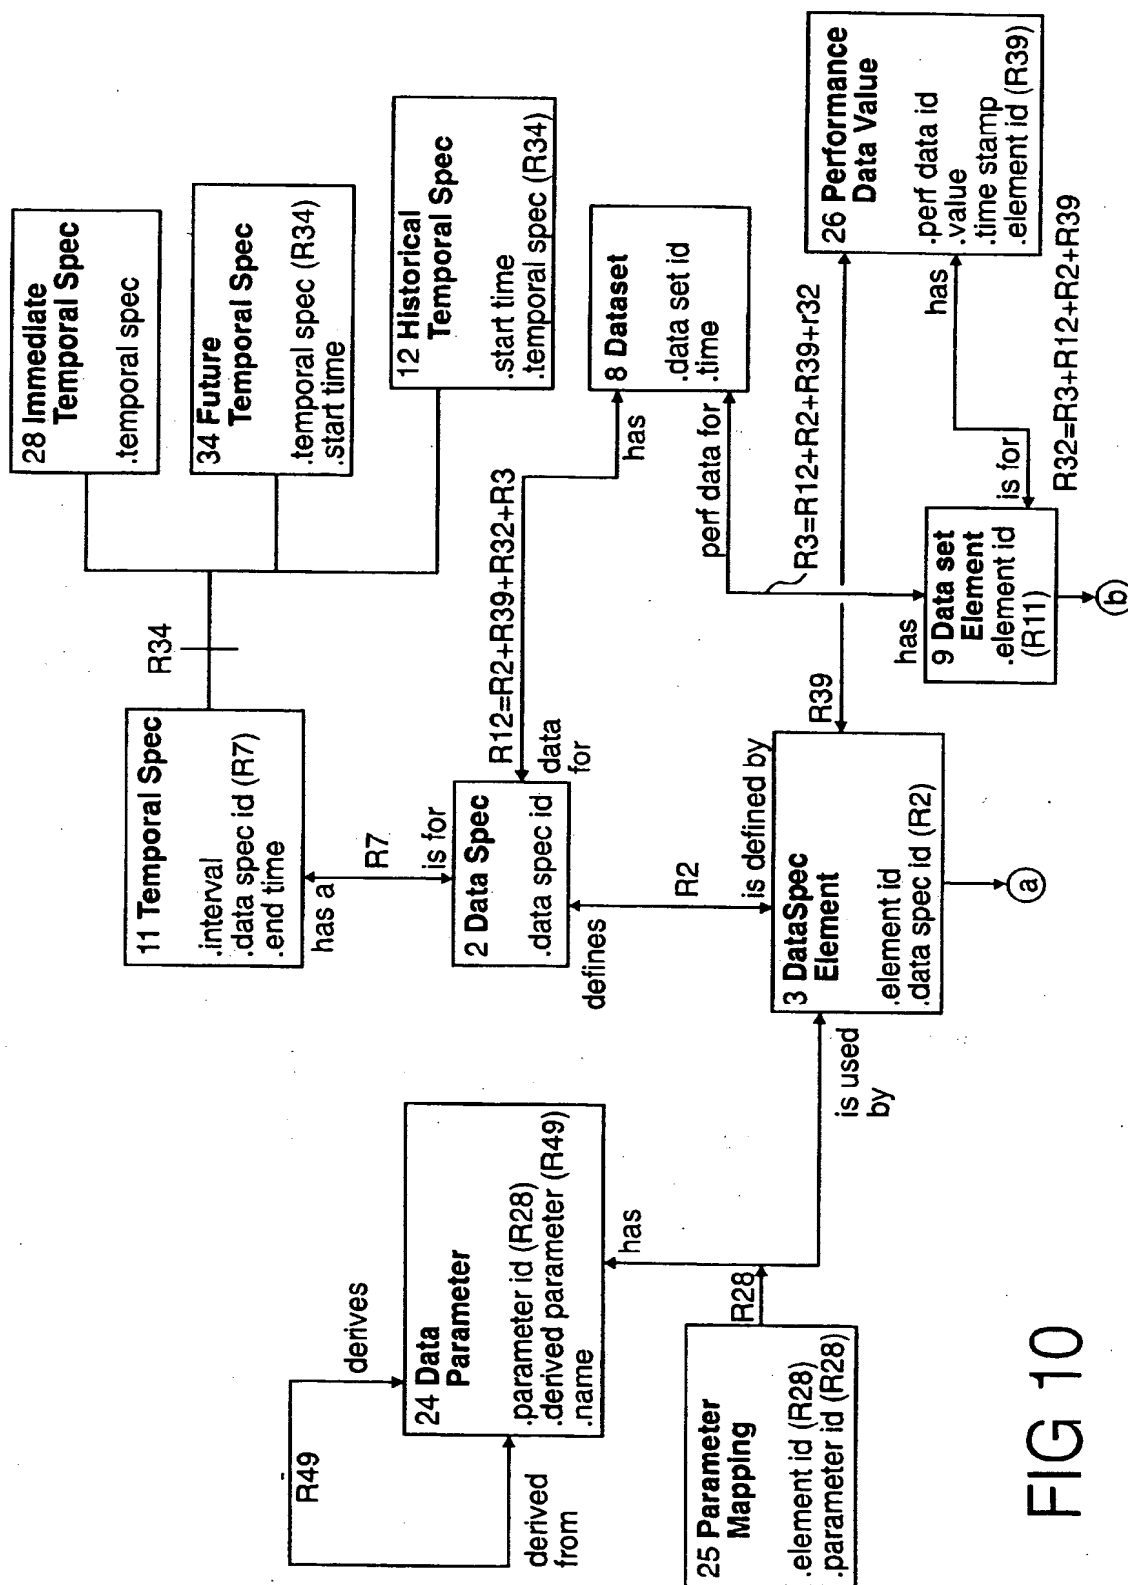 28 Immediate
Temporal Spec
.temporal spec
34 Future
Temporal Spec
.temporal spec (R34)
.start time
12 Historical
Temporal Spec
.start time
.temporal spec (R34)
R34
11 Temporal Spec
.interval
.data spec id (R7)
.end time
has a
R7
is for
2 Data Spec
.data spec id
data
for
R12=R2+R39+R32+R3
has
8 Dataset
.data set id
.time
perf data for
R3=R12+R2+R39+r32
has
9 Data set
Element
.element id
(R11)
b
is for
R32=R3+R12+R2+R39
has
26 Performance
Data Value
.perf data id
.value
.time stamp
.element id (R39)
R39
defines
R2
is defined by
3 DataSpec
Element
.element id
.data spec id (R2)
a
is used
by
R49
derives
derived
from
24 Data
Parameter
.parameter id (R28)
.derived parameter (R49)
.name
has
R28
25 Parameter
Mapping
.element id (R28)
.parameter id (R28)
FIG 10